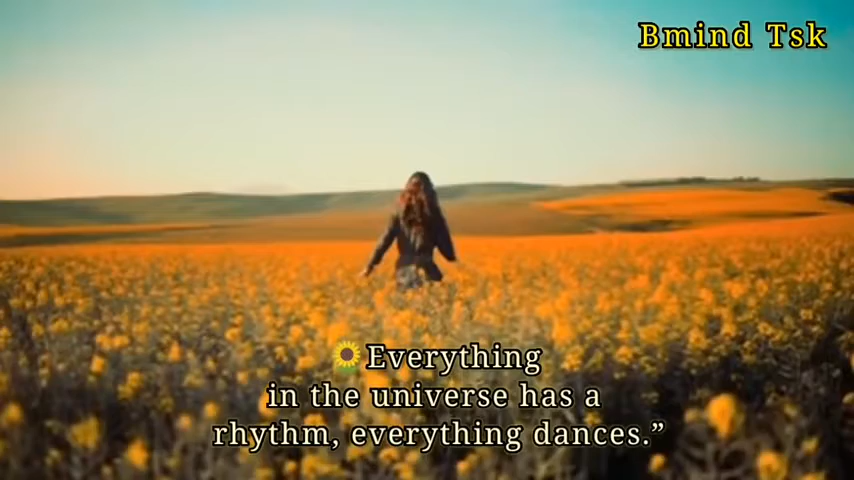 Bmind Tsk
🌻Everything
in the universe has a
rhythm, everything dances.”